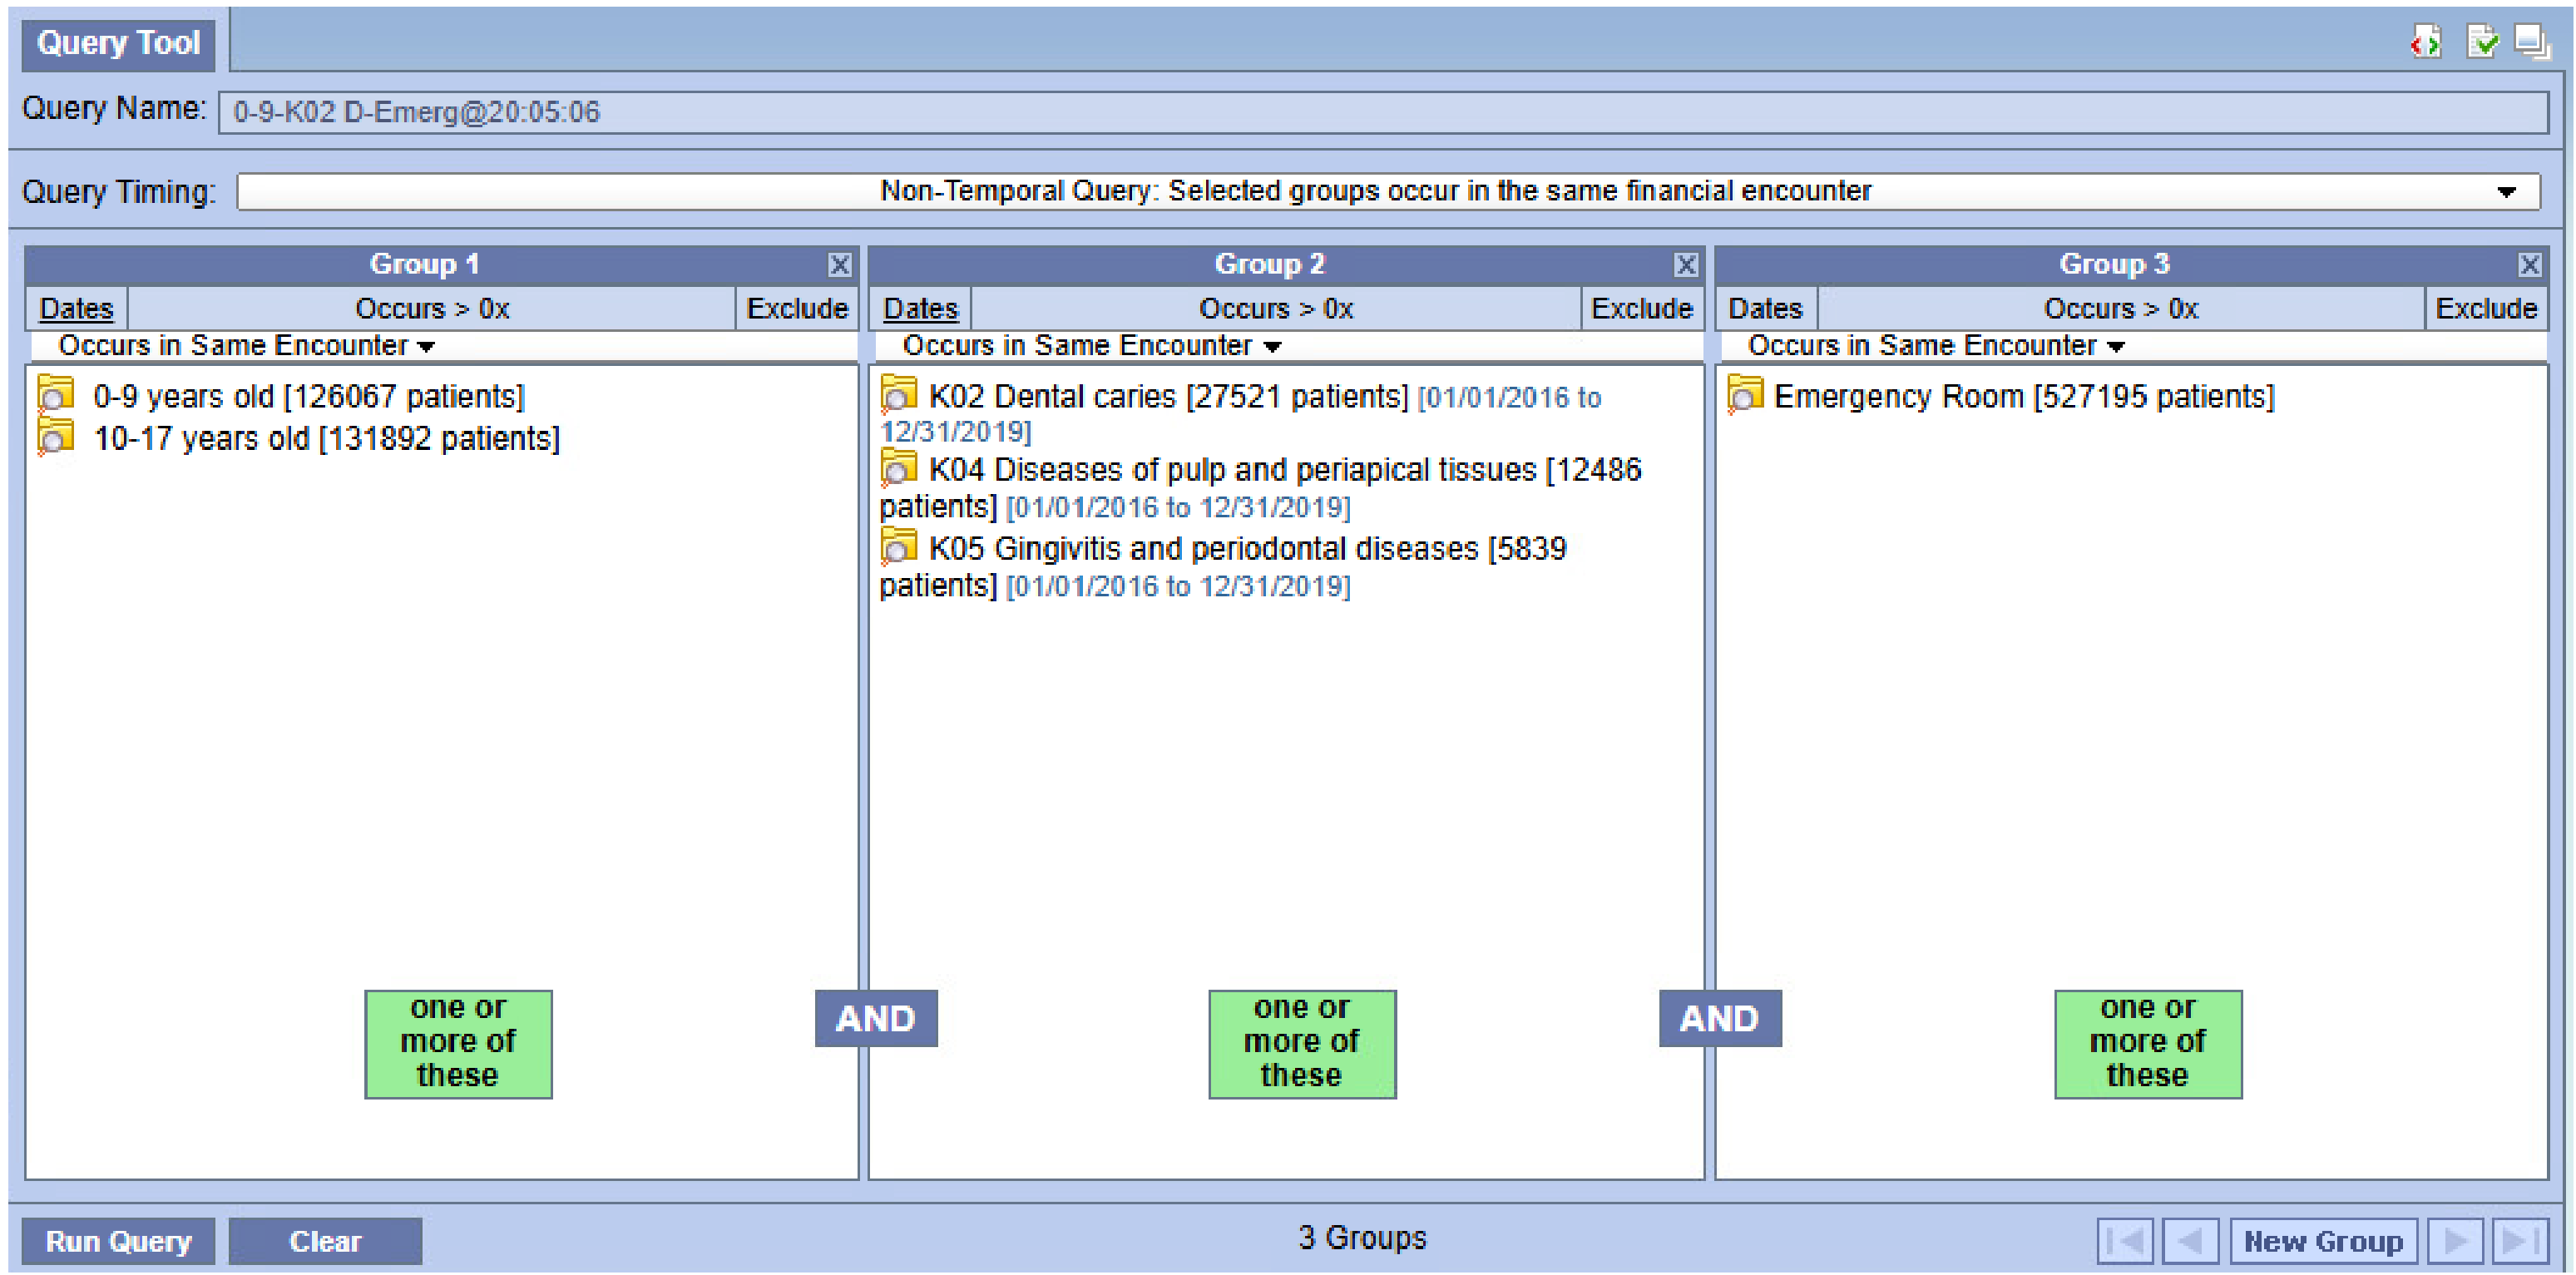 Query Tool
Query Name: 0-9-K02 D-Emerg@20:05:06
Query Timing: Non-Temporal Query: Selected groups occur in the same financial encounter
Group 1 X
Dates Occurs > 0x Exclude
Occurs in Same Encounter
0-9 years old [126067 patients]
10-17 years old [131892 patients]
one or
more of
these
AND
Group 2 X
Dates Occurs > 0x Exclude
Occurs in Same Encounter
K02 Dental caries [27521 patients] [01/01/2016 to
12/31/2019]
K04 Diseases of pulp and periapical tissues [12486
patients] [01/01/2016 to 12/31/2019]
K05 Gingivitis and periodontal diseases [5839
patients] [01/01/2016 to 12/31/2019]
one or
more of
these
AND
Group 3 X
Dates Occurs > 0x Exclude
Occurs in Same Encounter
Emergency Room [527195 patients]
one or
more of
these
Run Query Clear 3 Groups New Group